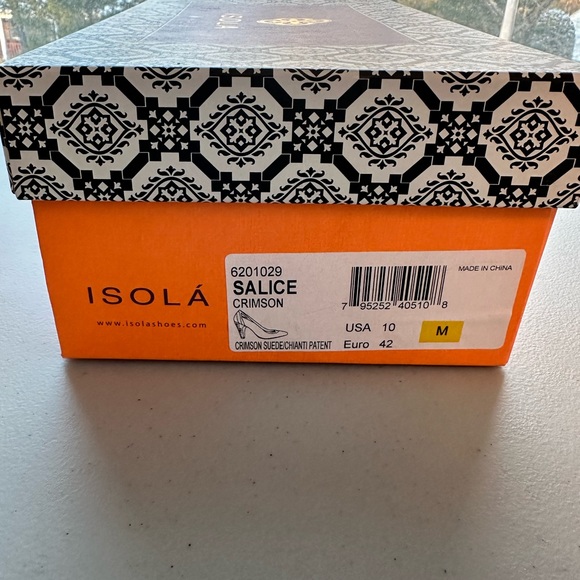 ISOLÁ
ISOLÁ
www.isolashoes.com
6201029
SALICE
CRIMSON
CRIMSON SUEDE/CHIANTI PATENT
7 95252 40510 8
MADE IN CHINA
USA 10
Euro 42
M